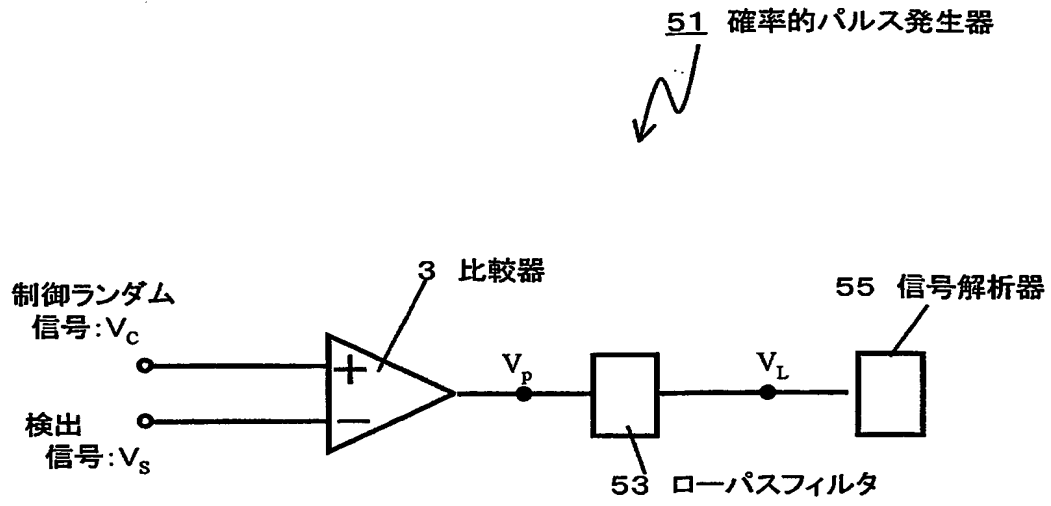 51 確率的パルス発生器
3 比較器
制御ランダム
信号:VC
55 信号解析器
+
Vp
VL
検出
信号:VS
−
53 ローパスフィルタ